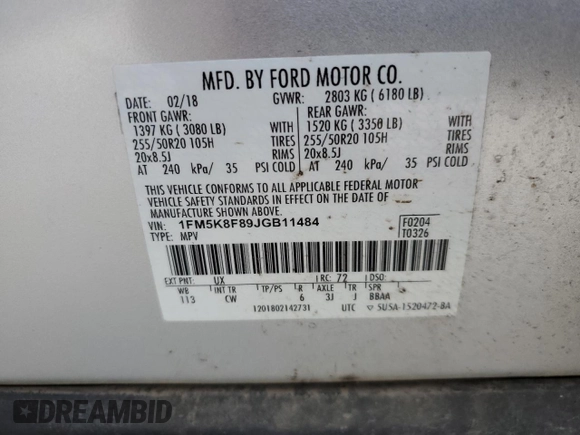 MFD. BY FORD MOTOR CO.
DATE: 02/18 GVWR: 2803 KG ( 6180 LB)
FRONT GAWR: REAR GAWR:
1397 KG ( 3080 LB) WITH 1520 KG ( 3350 LB) WITH
255/50R20 105H TIRES 255/50R20 105H TIRES
20x8.5J RIMS 20x8.5J RIMS
AT 240 kPa/ 35 PSI COLD AT 240 kPa/ 35 PSI COLD
THIS VEHICLE CONFORMS TO ALL APPLICABLE FEDERAL MOTOR
VEHICLE SAFETY STANDARDS IN EFFECT ON THE DATE OF
MANUFACTURE SHOWN ABOVE.
VIN: 1FM5K8F89JGB11484 F0204
TYPE: MPV T0326
EXT PNT: UX RC: 72 DSO:
WB INT TR TP/PS R AXLE TR SPR
113 CW 6 3J J BBAA
1201802142731 UTC ▽ 5U5A-1520472-BA
DREAMBID